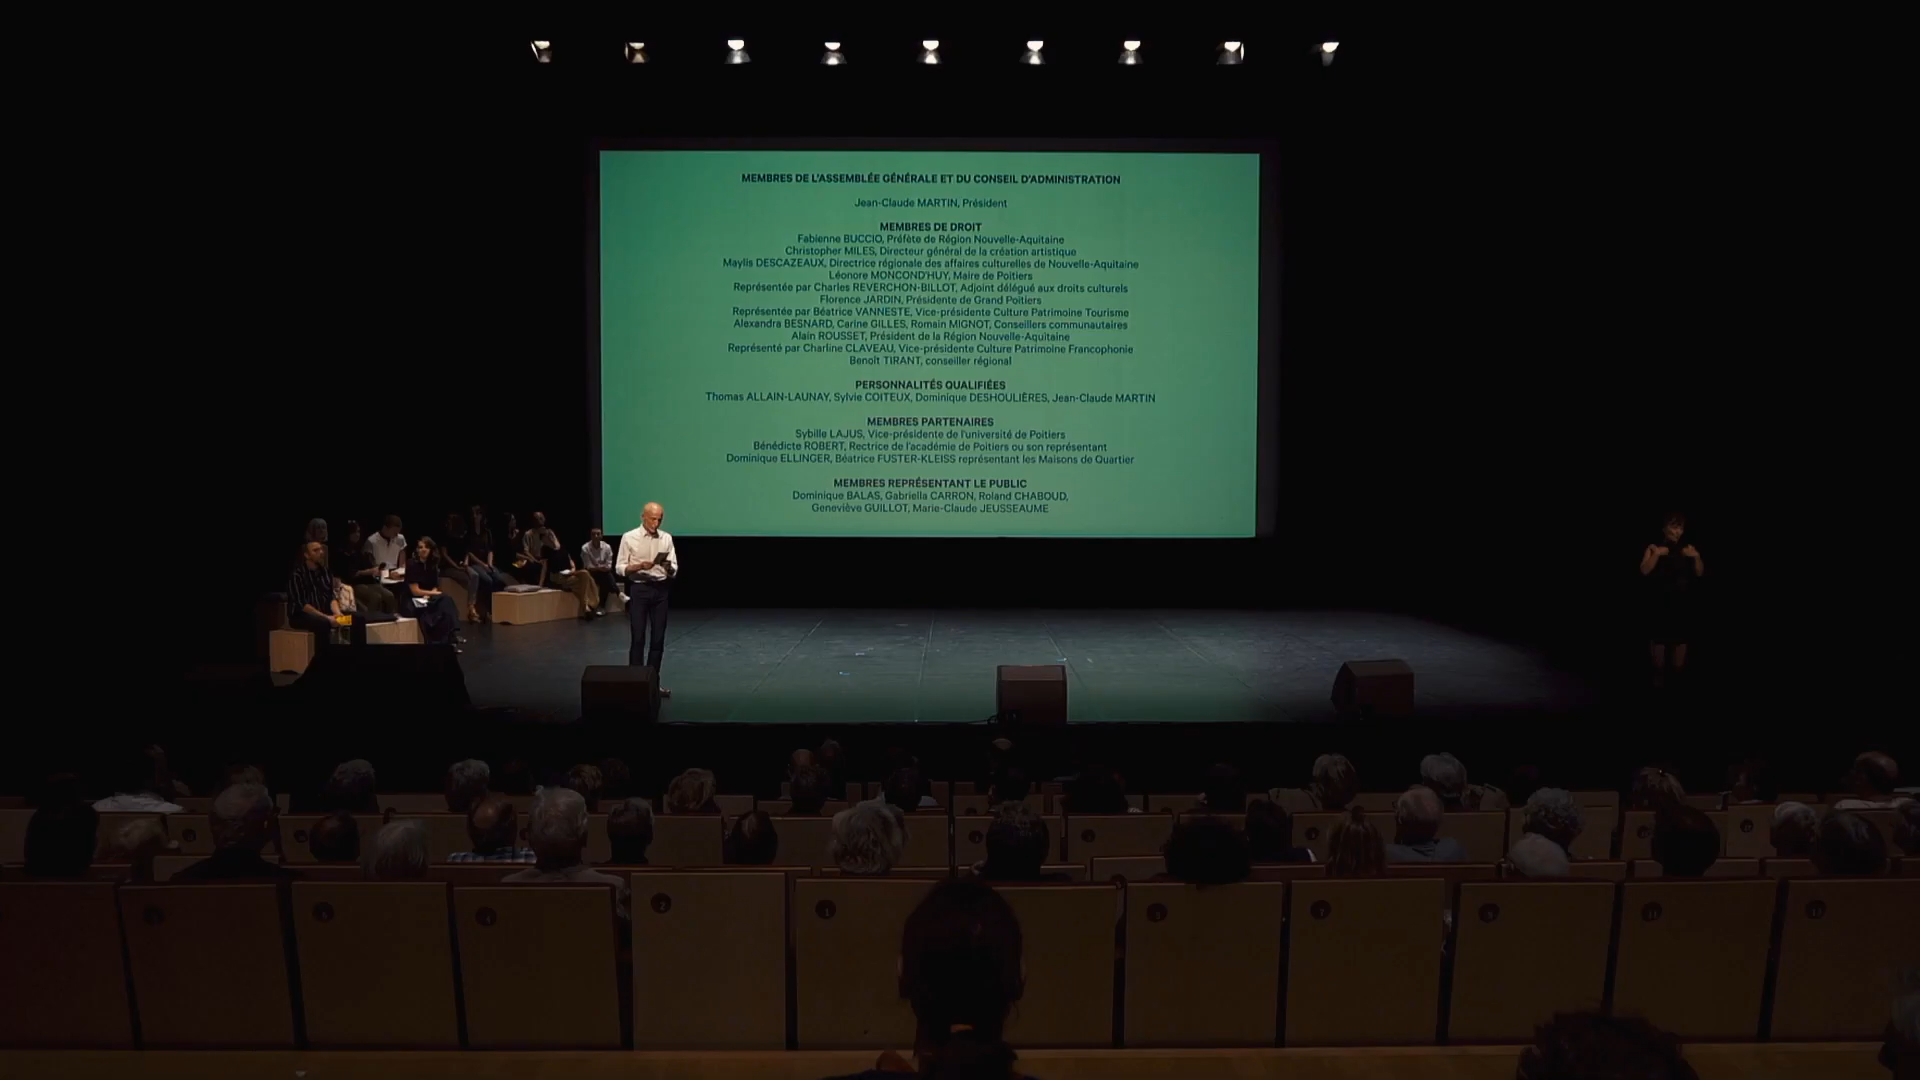 MEMBRES DE L'ASSEMBLÉE GÉNÉRALE ET DU CONSEIL D'ADMINISTRATION
Jean-Claude MARTIN, Président
MEMBRES DE DROIT
Fabienne BUCCIO, Préfète de Région Nouvelle-Aquitaine
Christopher MILES, Directeur général de la création artistique
Maylis DESCAZEAUX, Directrice régionale des affaires culturelles de Nouvelle-Aquitaine
Léonore MONCOND'HUY, Maire de Poitiers
Représentée par Charles REVERCHON-BILLOT, Adjoint délégué aux droits culturels
Florence JARDIN, Présidente de Grand Poitiers
Représentée par Béatrice VANNESTE, Vice-présidente Culture Patrimoine Tourisme
Alexandra BESNARD, Carine GILLES, Romain MIGNOT, Conseillers communautaires
Alain ROUSSET, Président de la Région Nouvelle-Aquitaine
Représenté par Charline CLAVEAU, Vice-présidente Culture Patrimoine Francophonie
Benoît TIRANT, conseiller régional
PERSONNALITÉS QUALIFIÉES
Thomas ALLAIN-LAUNAY, Sylvie COITEUX, Dominique DESHOULIÈRES, Jean-Claude MARTIN
MEMBRES PARTENAIRES
Sybille LAJUS, Vice-présidente de l'université de Poitiers
Bénédicte ROBERT, Rectrice de l'académie de Poitiers ou son représentant
Dominique ELLINGER, Béatrice FUSTER-KLEISS représentant les Maisons de Quartier
MEMBRES REPRÉSENTANT LE PUBLIC
Dominique BALAS, Gabriella CARRON, Roland CHABOUD,
Geneviève GUILLOT, Marie-Claude JEUSSEAUME